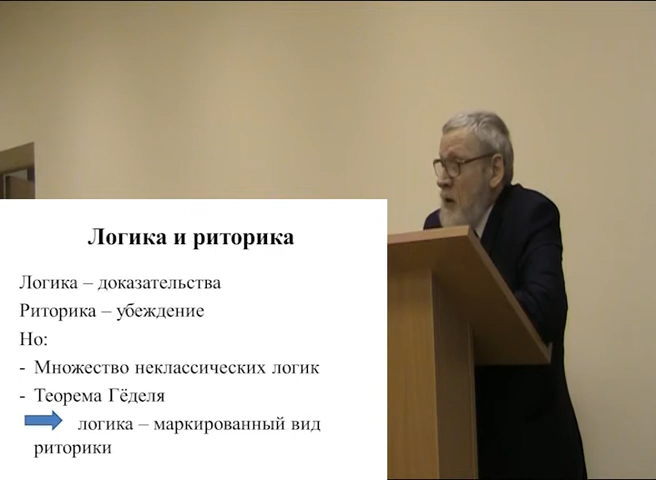 Логика и риторика
Логика – доказательства
Риторика – убеждение
Но:
- Множество неклассических логик
- Теорема Гёделя
логика – маркированный вид
риторики